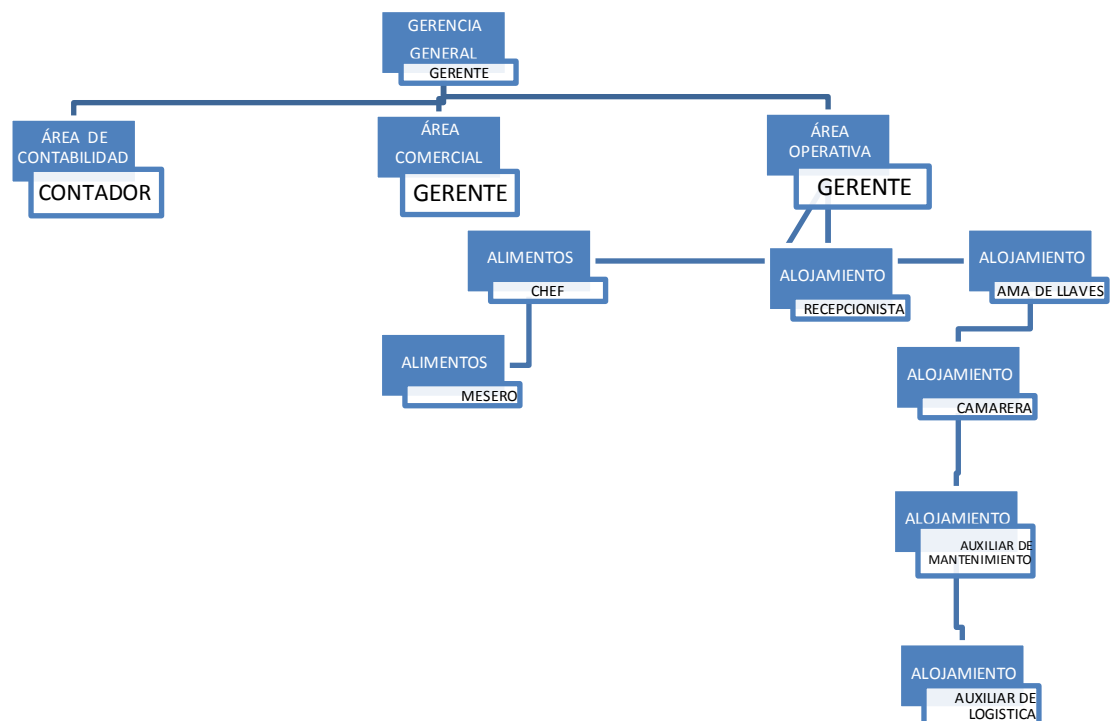 GERENCIA
GENERAL
GERENTE
ÁREA DE
CONTABILIDAD
CONTADOR
ÁREA
COMERCIAL
GERENTE
ÁREA
OPERATIVA
GERENTE
ALIMENTOS
CHEF
ALOJAMIENTO
RECEPCIONISTA
ALOJAMIENTO
AMA DE LLAVES
ALIMENTOS
MESERO
ALOJAMIENTO
CAMARERA
ALOJAMIENTO
AUXILIAR DE
MANTENIMIENTO
ALOJAMIENTO
AUXILIAR DE
LOGISTICA